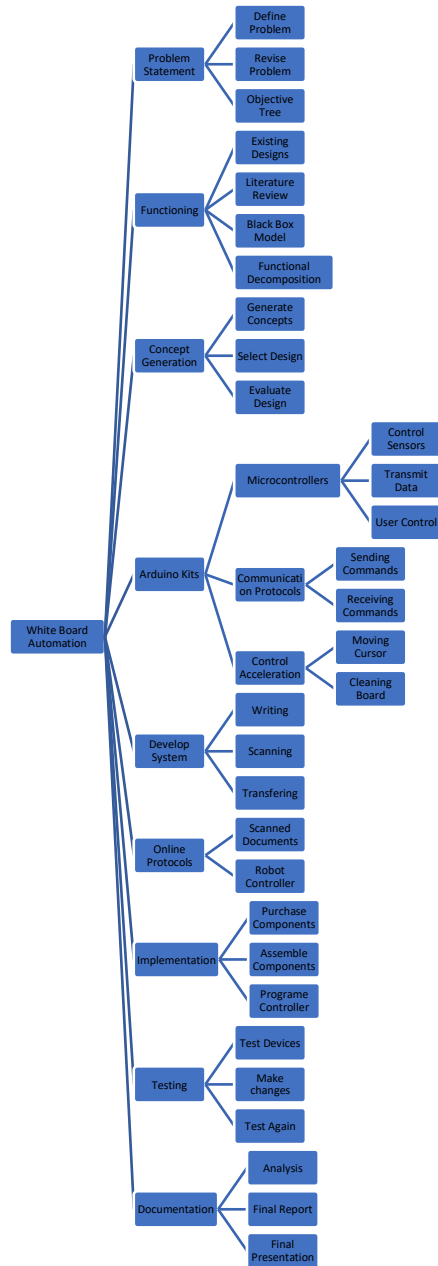 Define
Problem
Problem
Statement
Revise
Problem
Objective
Tree
Existing
Designs
Literature
Review
Functioning
Black Box
Model
Functional
Decomposition
Generate
Concepts
Concept
Generation
Select Design
Evaluate
Design
Control
Sensors
Microcontrollers
Transmit
Data
User Control
Sending
Commands
Arduino Kits
Communicati
on Protocols
Receiving
Commands
White Board
Automation
Moving
Cursor
Control
Acceleration
Cleaning
Board
Writing
Develop
System
Scanning
Transfering
Scanned
Documents
Online
Protocols
Robot
Controller
Purchase
Components
Implementation
Assemble
Components
Programe
Controller
Test Devices
Testing
Make
changes
Test Again
Analysis
Documentation
Final Report
Final
Presentation